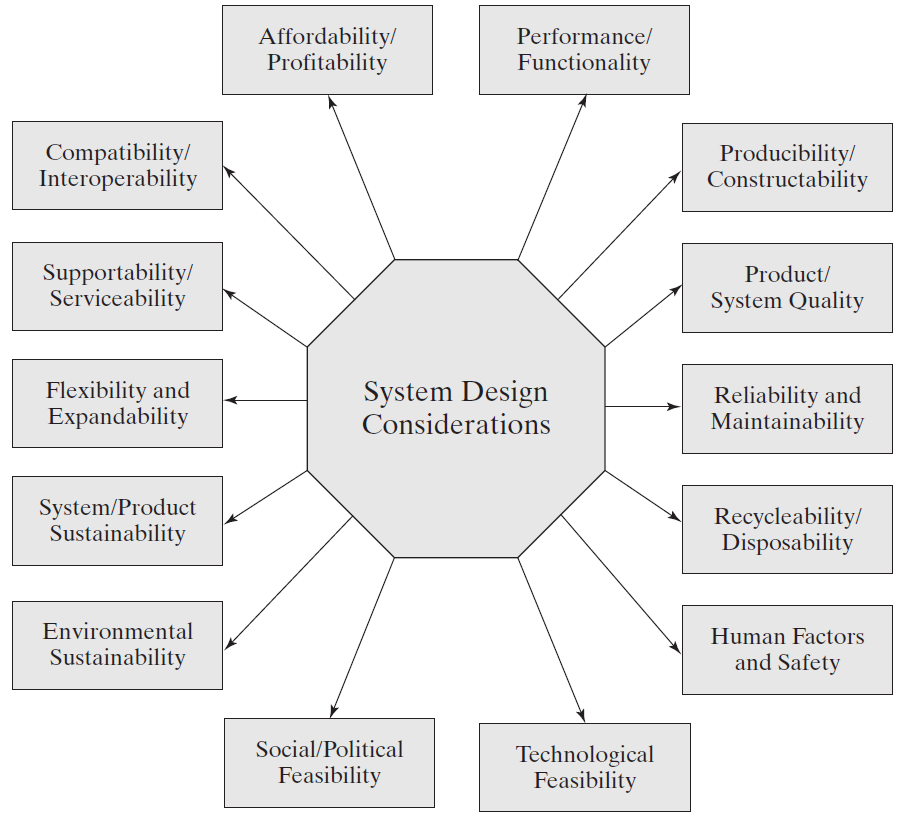 Affordability/
Profitability
Performance/
Functionality
Compatibility/
Interoperability
Producibility/
Constructability
Supportability/
Serviceability
Product/
System Quality
Flexibility and
Expandability
System Design
Considerations
Reliability and
Maintainability
System/Product
Sustainability
Recycleability/
Disposability
Environmental
Sustainability
Human Factors
and Safety
Social/Political
Feasibility
Technological
Feasibility